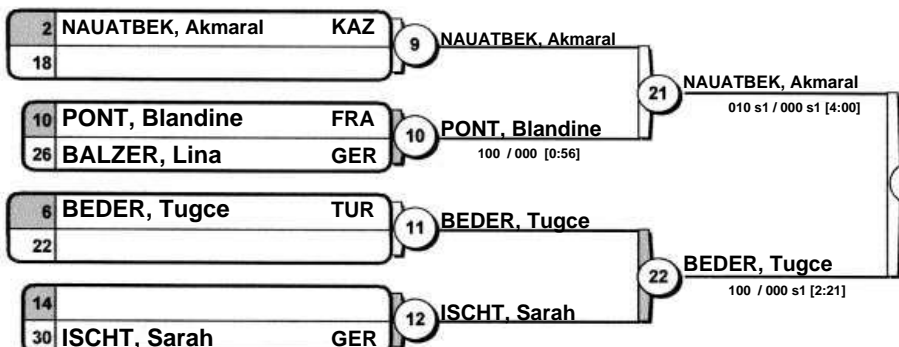 2 NAUATBEK, Akmaral KAZ
18
9 NAUATBEK, Akmaral
10 PONT, Blandine FRA
26 BALZER, Lina GER
10 PONT, Blandine
100 / 000 [0:56]
21 NAUATBEK, Akmaral
010 s1 / 000 s1 [4:00]
6 BEDER, Tugce TUR
22
11 BEDER, Tugce
14
30 ISCHT, Sarah GER
12 ISCHT, Sarah
22 BEDER, Tugce
100 / 000 s1 [2:21]